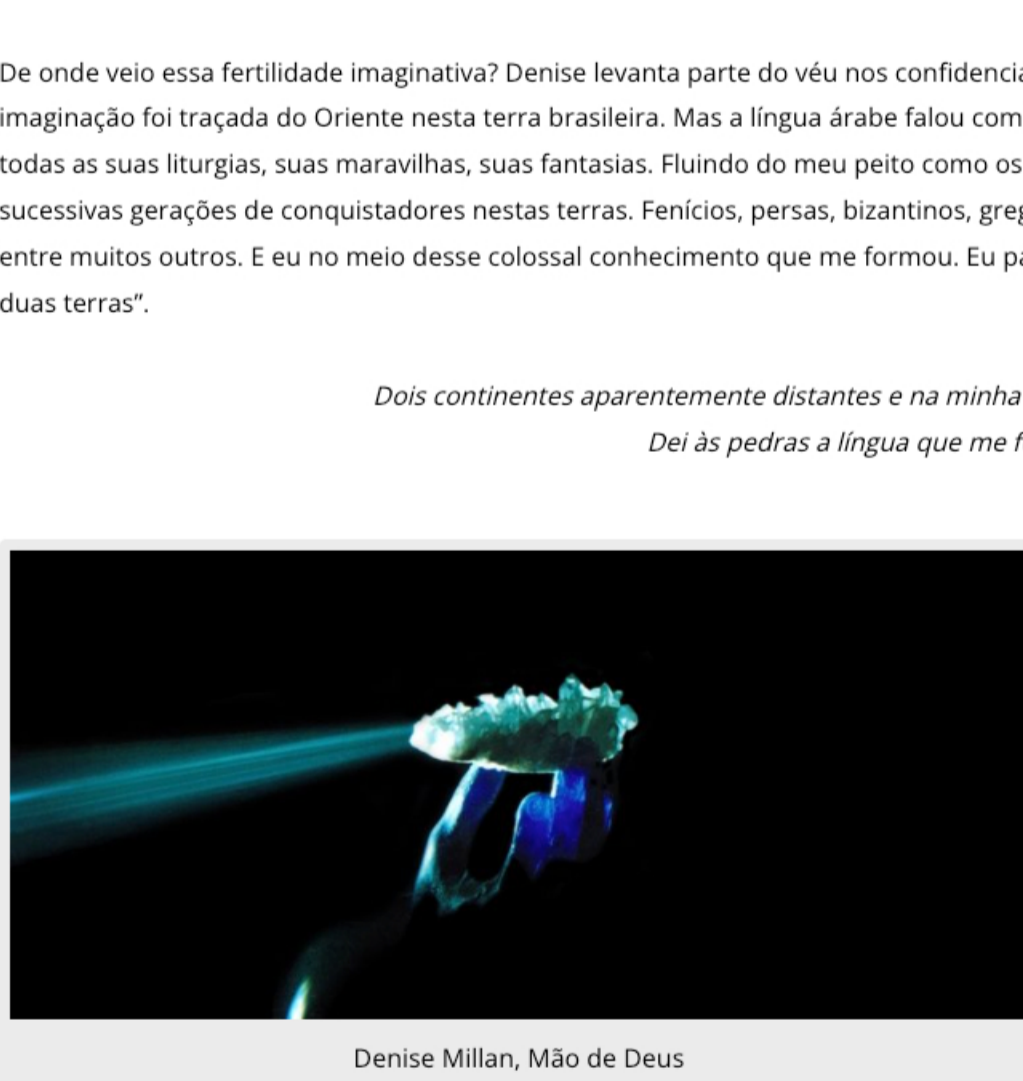 De onde veio essa fertilidade imaginativa? Denise levanta parte do véu nos confidencia
imaginação foi traçada do Oriente nesta terra brasileira. Mas a língua árabe falou com
todas as suas liturgias, suas maravilhas, suas fantasias. Fluindo do meu peito como os
sucessivas gerações de conquistadores nestas terras. Fenícios, persas, bizantinos, greg
entre muitos outros. E eu no meio desse colossal conhecimento que me formou. Eu pa
duas terras”.
Dois continentes aparentemente distantes e na minha
Dei às pedras a língua que me f
Denise Millan, Mão de Deus